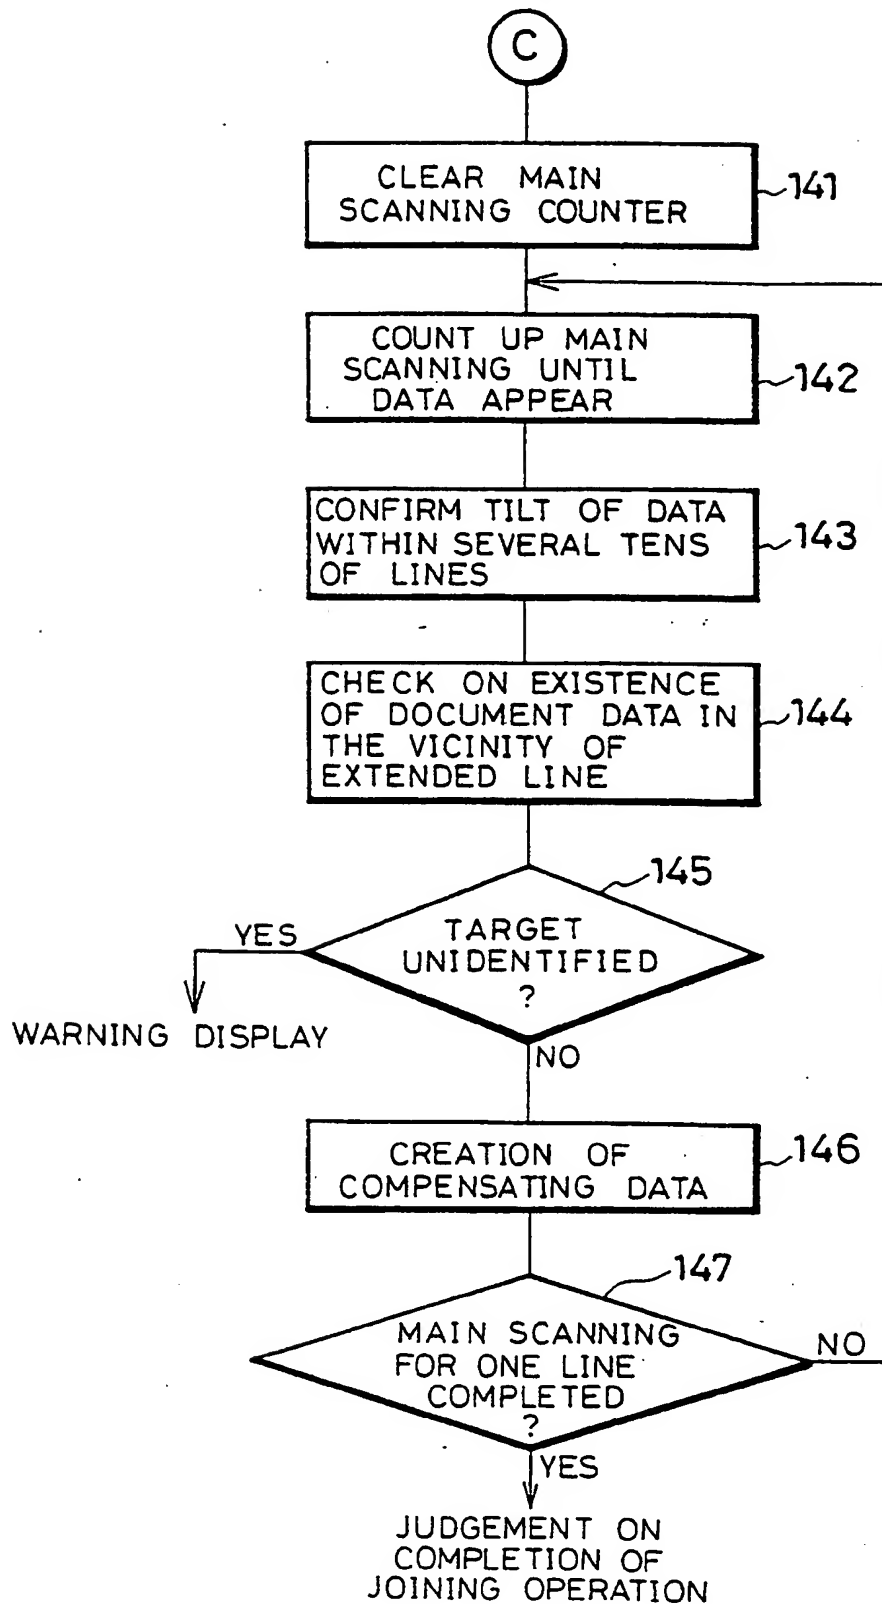 C
CLEAR MAIN
SCANNING COUNTER
141
COUNT UP MAIN
SCANNING UNTIL
DATA APPEAR
142
CONFIRM TILT OF DATA
WITHIN SEVERAL TENS
OF LINES
143
CHECK ON EXISTENCE
OF DOCUMENT DATA IN
THE VICINITY OF
EXTENDED LINE
144
145
TARGET
UNIDENTIFIED
?
YES
WARNING DISPLAY
NO
CREATION OF
COMPENSATING DATA
146
147
MAIN SCANNING
FOR ONE LINE
COMPLETED
?
NO
YES
JUDGEMENT ON
COMPLETION OF
JOINING OPERATION